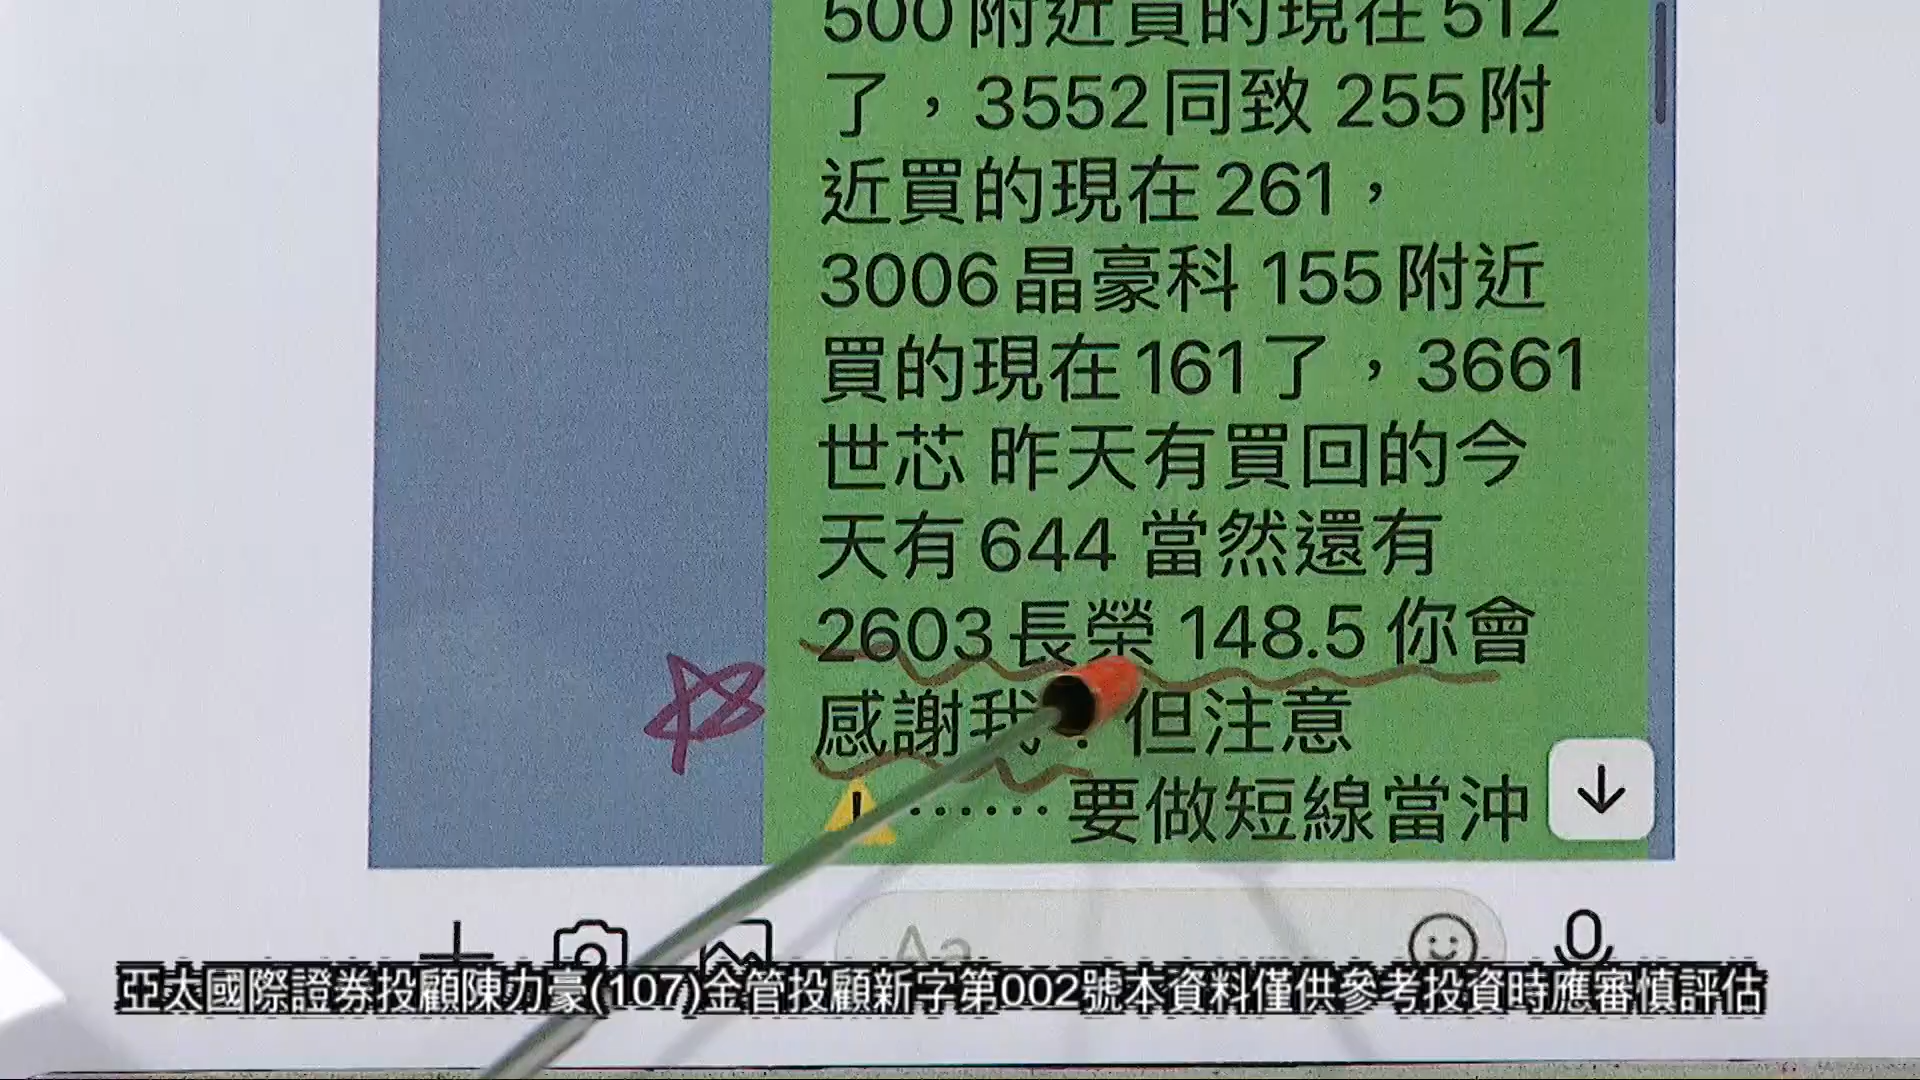 500附近買的現在512
了，3552同致 255附
近買的現在261，
3006晶豪科 155附近
買的現在161了，3661
世芯 昨天有買回的今
天有644 當然還有
2603長榮 148.5 你會
感謝我！但注意
⚠️⋯⋯要做短線當沖
Aa
亞太國際證券投顧陳力豪(107)金管投顧新字第002號本資料僅供參考投資時應審慎評估